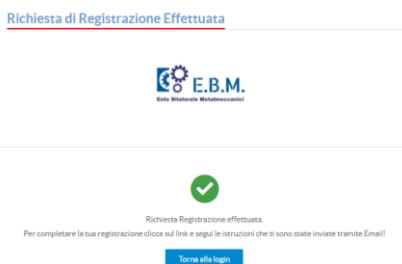 Richiesta di Registrazione Effettuata
E.B.M.
Ente Bilaterale Metalmeccanici
Richiesta Registrazione effettuata.
Per completare la tua registrazione clicca sul link e segui le istruzioni che ti sono state inviate tramite Email!
Torna alla login